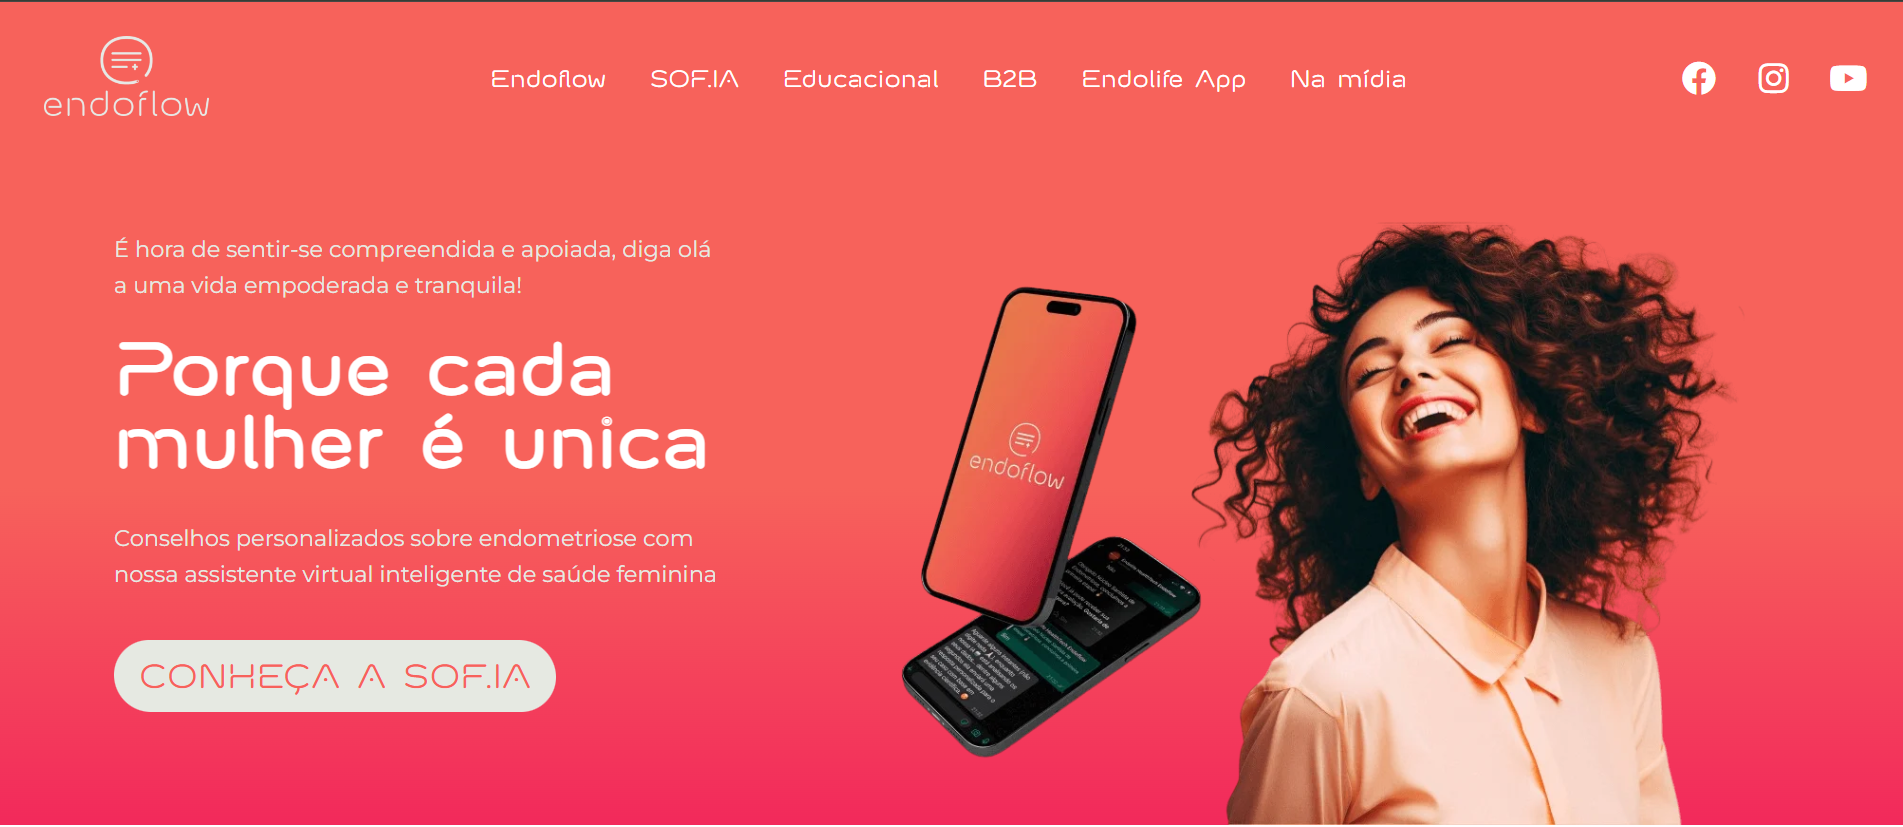 endoflow
Endoflow
SOF.IA
Educacional
B2B
Endolife App
Na mídia
É hora de sentir-se compreendida e apoiada, diga olá
a uma vida empoderada e tranquila!
Porque cada
mulher é unica
Conselhos personalizados sobre endometriose com
nossa assistente virtual inteligente de saúde feminina
CONHEÇA A SOF.IA
endoflow